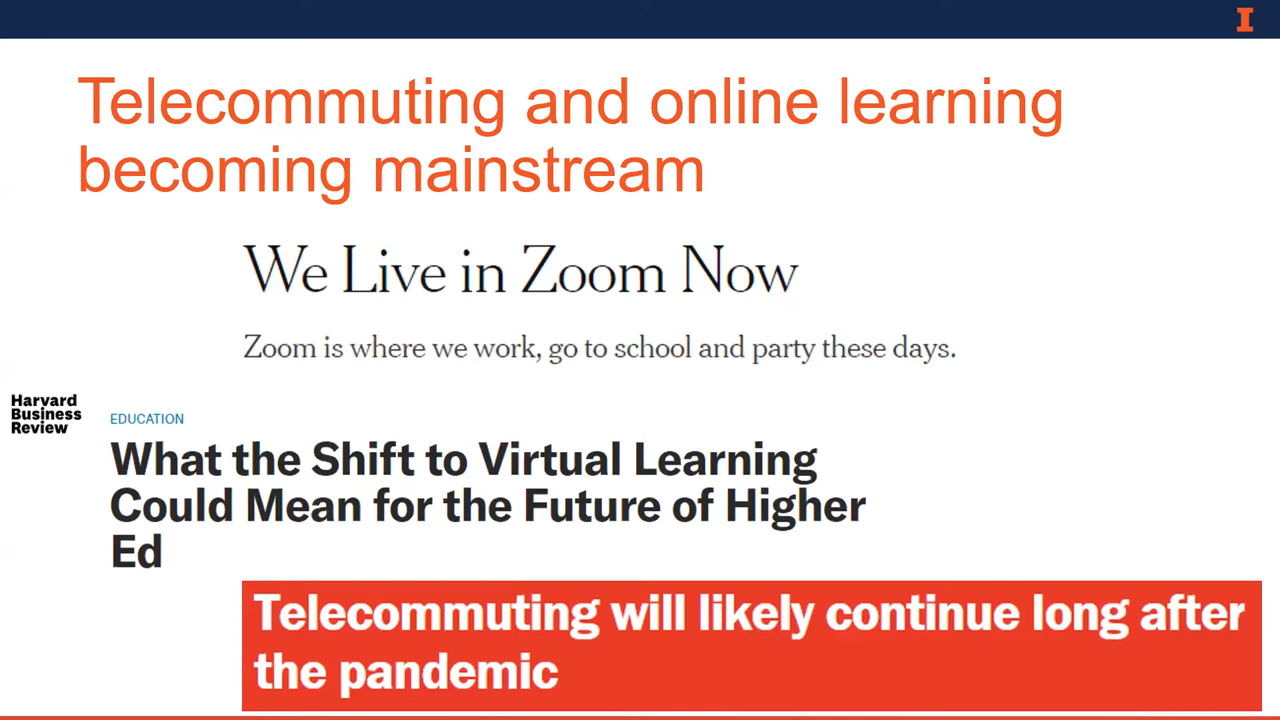 I
Telecommuting and online learning
becoming mainstream
We Live in Zoom Now
Zoom is where we work, go to school and party these days.
Harvard
Business
Review
EDUCATION
What the Shift to Virtual Learning
Could Mean for the Future of Higher
Ed
Telecommuting will likely continue long after
the pandemic